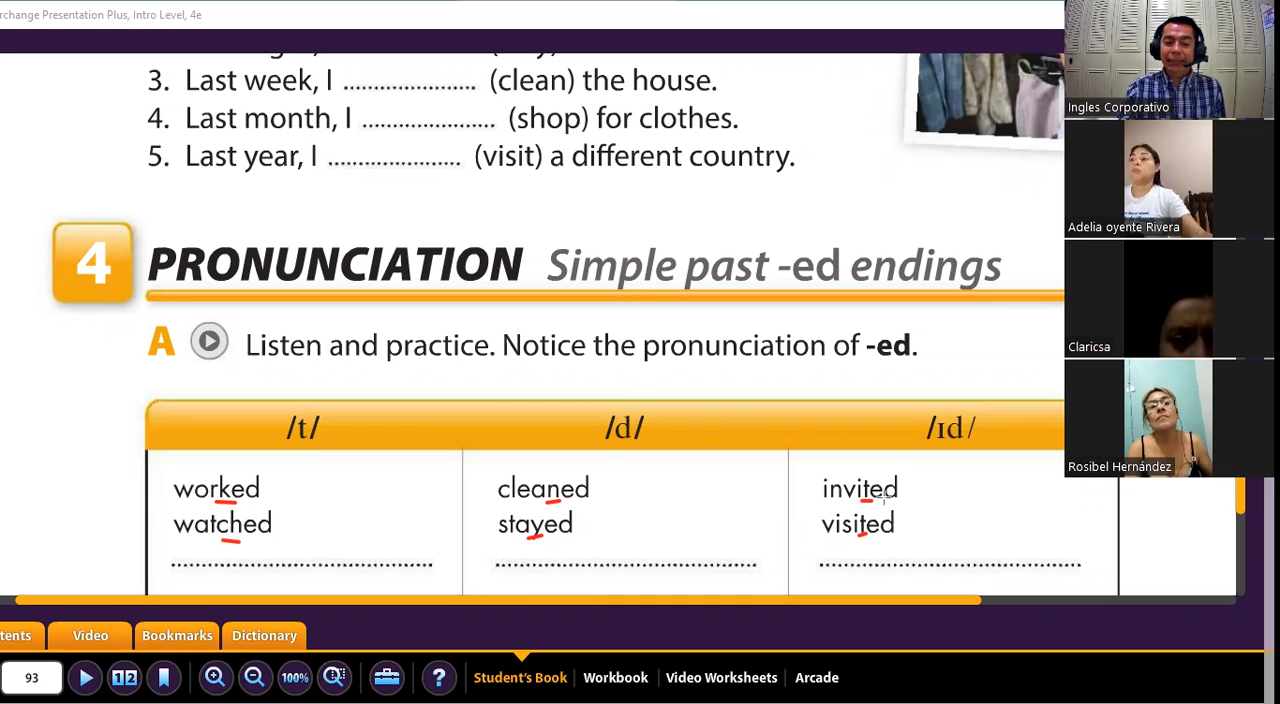 rchange Presentation Plus, Intro Level, 4e
3. Last week, I ........................ (clean) the house.
4. Last month, I ........................ (shop) for clothes.
5. Last year, I ........................ (visit) a different country.
4 PRONUNCIATION Simple past -ed endings
A Listen and practice. Notice the pronunciation of -ed.
/t/ /d/ /ɪd/
worked cleaned invited
watched stayed visited
Ingles Corporativo
Adelia oyente Rivera
Claricsa
Rosibel Hernández
tents Video Bookmarks Dictionary
93 1 2 100% ? Student's Book Workbook Video Worksheets Arcade